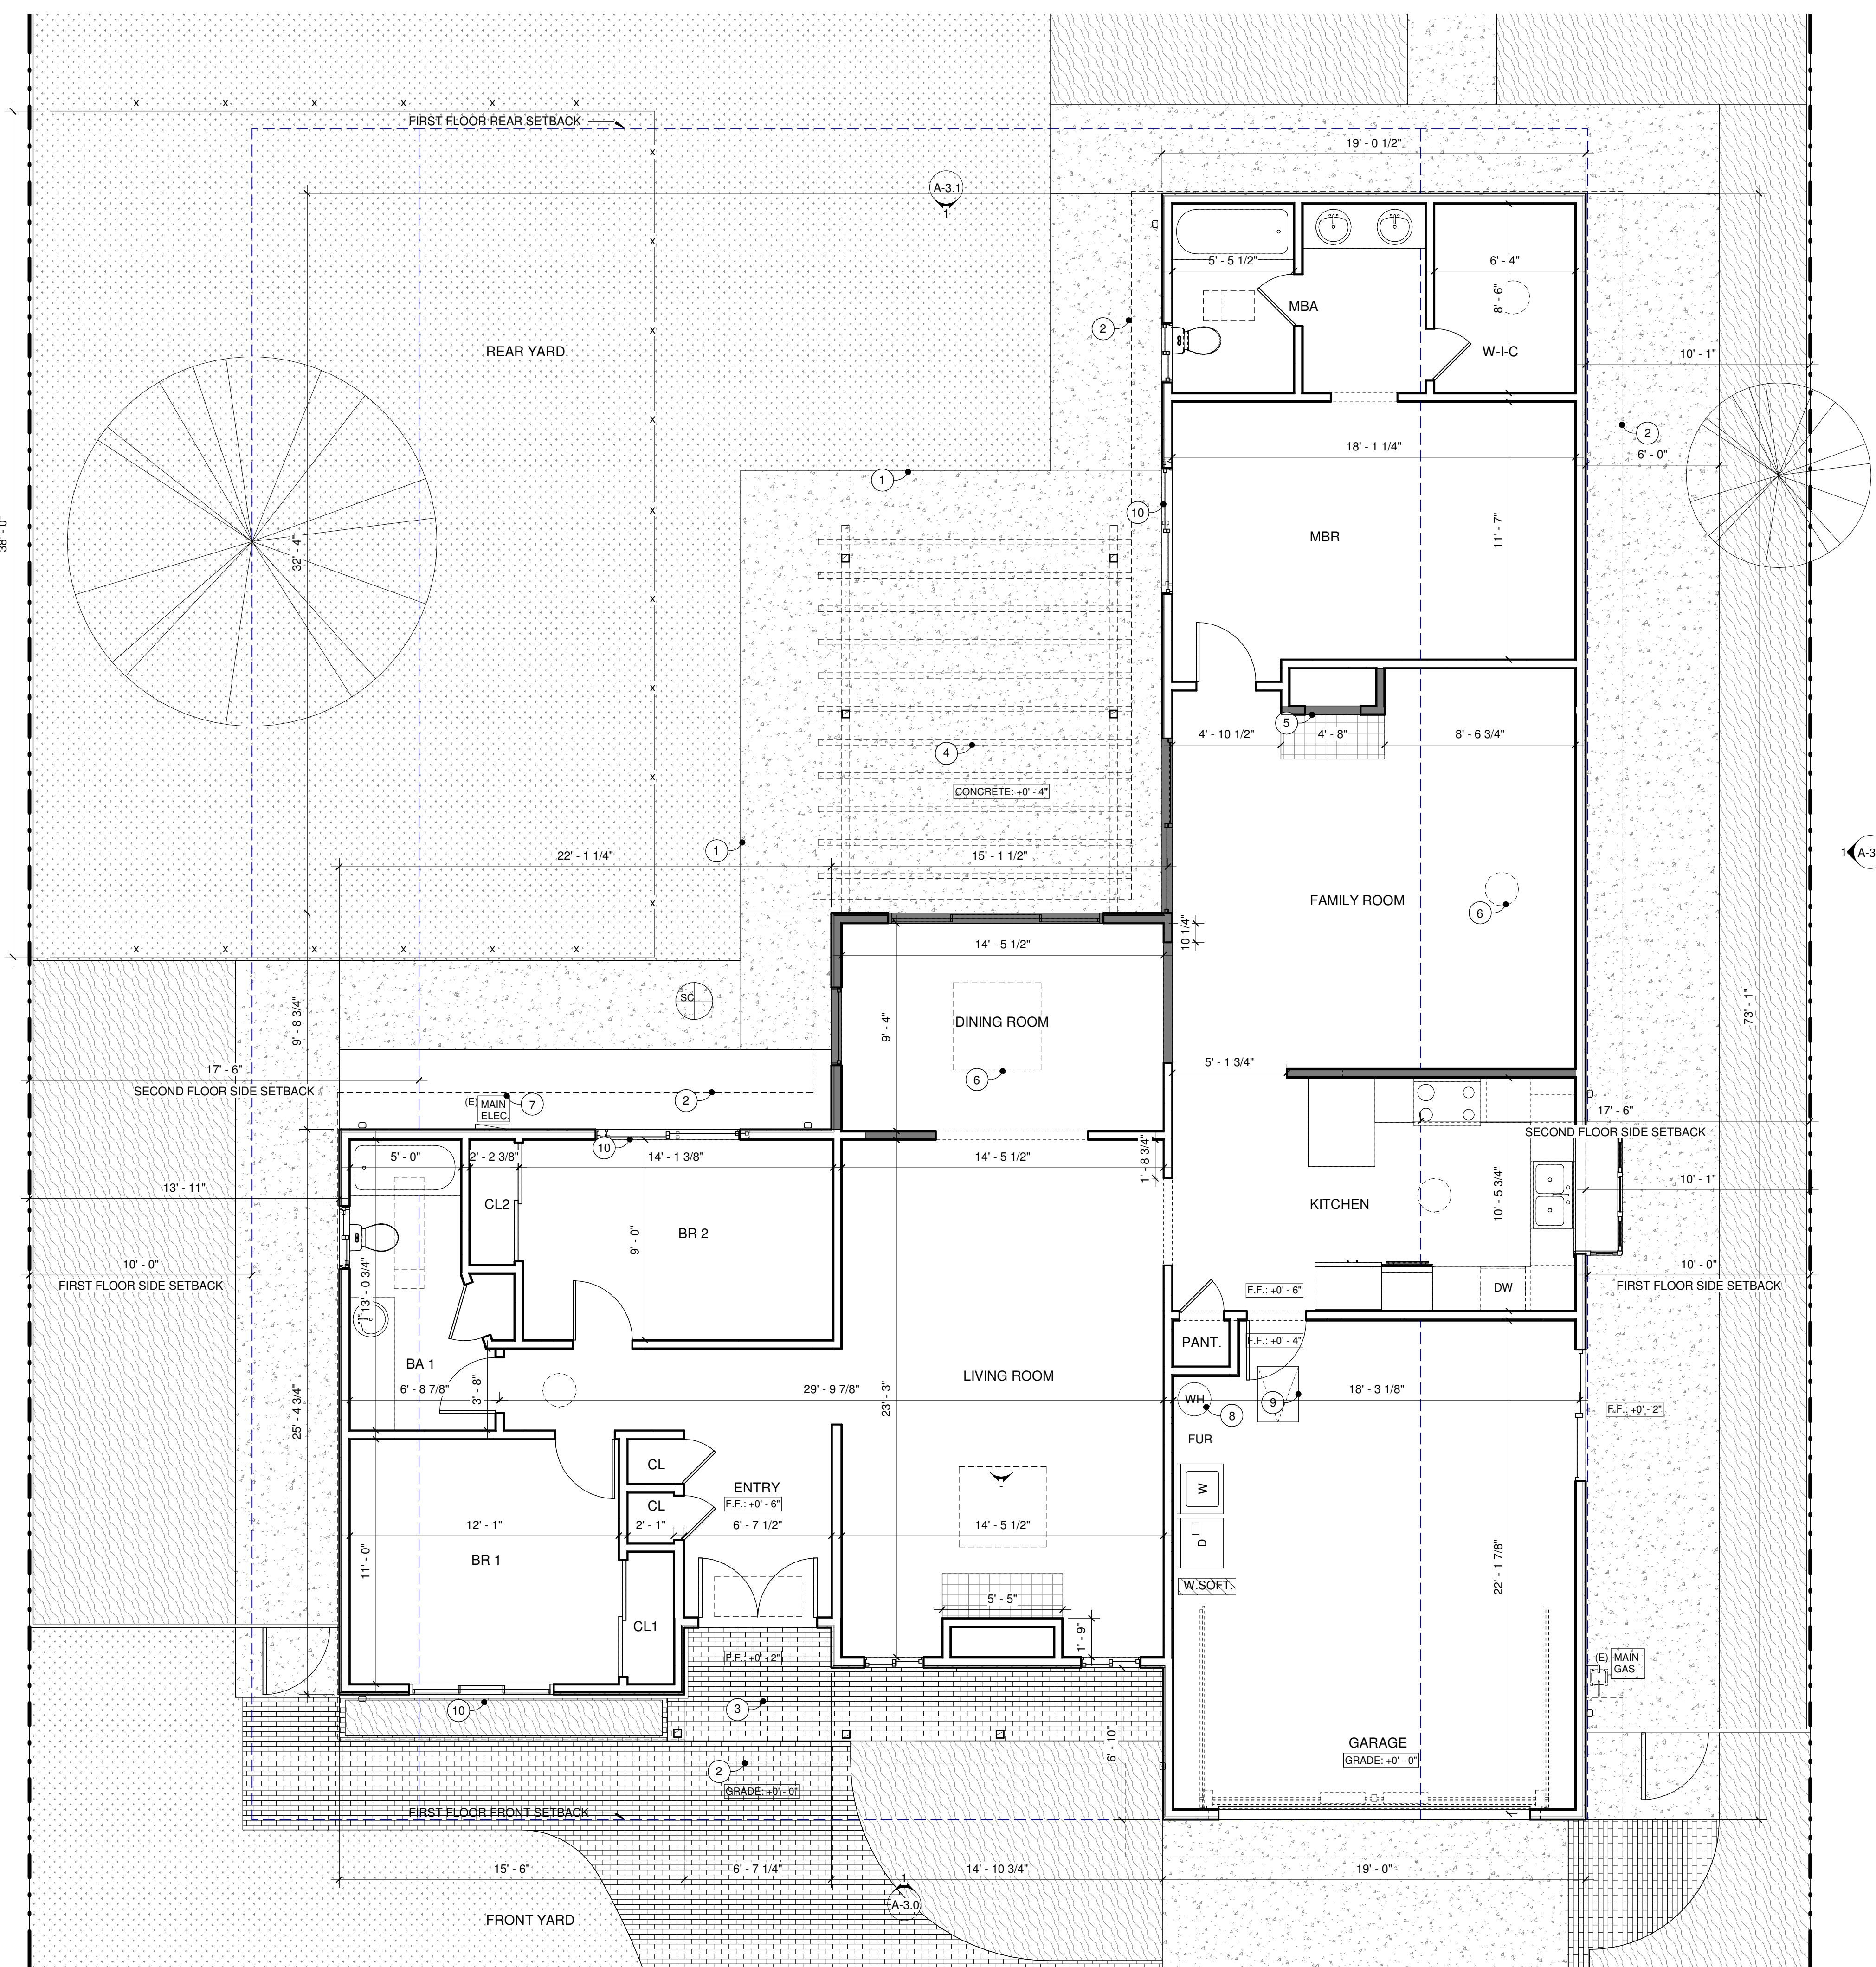 x x x x x x
FIRST FLOOR REAR SETBACK
19' - 0 1/2"
x
A-3.1
1
x
5' - 5 1/2"
6' - 4"
8' - 6"
MBA
2
x
REAR YARD
W-I-C
10' - 1"
x
2
18' - 1 1/4"
6' - 0"
1
10
x
38' - 0"
32' - 4"
MBR
11' - 7"
x
x
5
4' - 10 1/2"
4' - 8"
8' - 6 3/4"
4
x
CONCRETE: +0' - 4"
1
x
22' - 1 1/4"
15' - 1 1/2"
1
A-3
FAMILY ROOM
6
x
10 1/4"
14' - 5 1/2"
x x x x x x
SC
9' - 8 3/4"
9' - 4"
DINING ROOM
73' - 1"
17' - 6"
5' - 1 3/4"
SECOND FLOOR SIDE SETBACK
6
2
(E) MAIN
ELEC.
7
17' - 6"
SECOND FLOOR SIDE SETBACK
10
5' - 0"
2' - 2 3/8"
14' - 1 3/8"
14' - 5 1/2"
1' - 8 3/4"
13' - 11"
10' - 1"
CL2
10' - 5 3/4"
KITCHEN
BR 2
9' - 0"
10' - 0"
10' - 0"
FIRST FLOOR SIDE SETBACK
13' - 0 3/4"
F.F.: +0' - 6"
DW
FIRST FLOOR SIDE SETBACK
F.F.: +0' - 4"
PANT.
BA 1
LIVING ROOM
6' - 8 7/8"
3' - 8"
29' - 9 7/8"
23' - 3"
18' - 3 1/8"
WH
8
9
F.F.: +0' - 2"
25' - 4 3/4"
FUR
CL
ENTRY
F.F.: +0' - 6"
W
CL
12' - 1"
2' - 1"
6' - 7 1/2"
14' - 5 1/2"
D
BR 1
11' - 0"
22' - 1 7/8"
W.SOFT.
5' - 5"
CL1
1' - 9"
F.F.: +0' - 2"
(E) MAIN
GAS
10
3
6' - 10"
GARAGE
GRADE: +0' - 0"
2
GRADE: +0' - 0"
FIRST FLOOR FRONT SETBACK
15' - 6"
6' - 7 1/4"
14' - 10 3/4"
19' - 0"
1
A-3.0
FRONT YARD